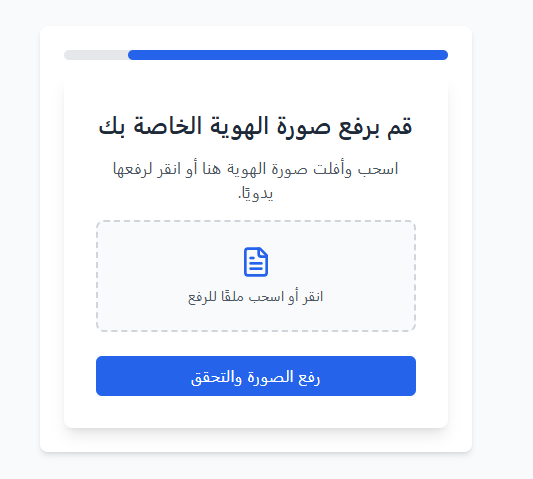 قم برفع صورة الهوية الخاصة بك
اسحب وأفلت صورة الهوية هنا أو انقر لرفعها
يدويًا.
انقر أو اسحب ملفًا للرفع
رفع الصورة والتحقق